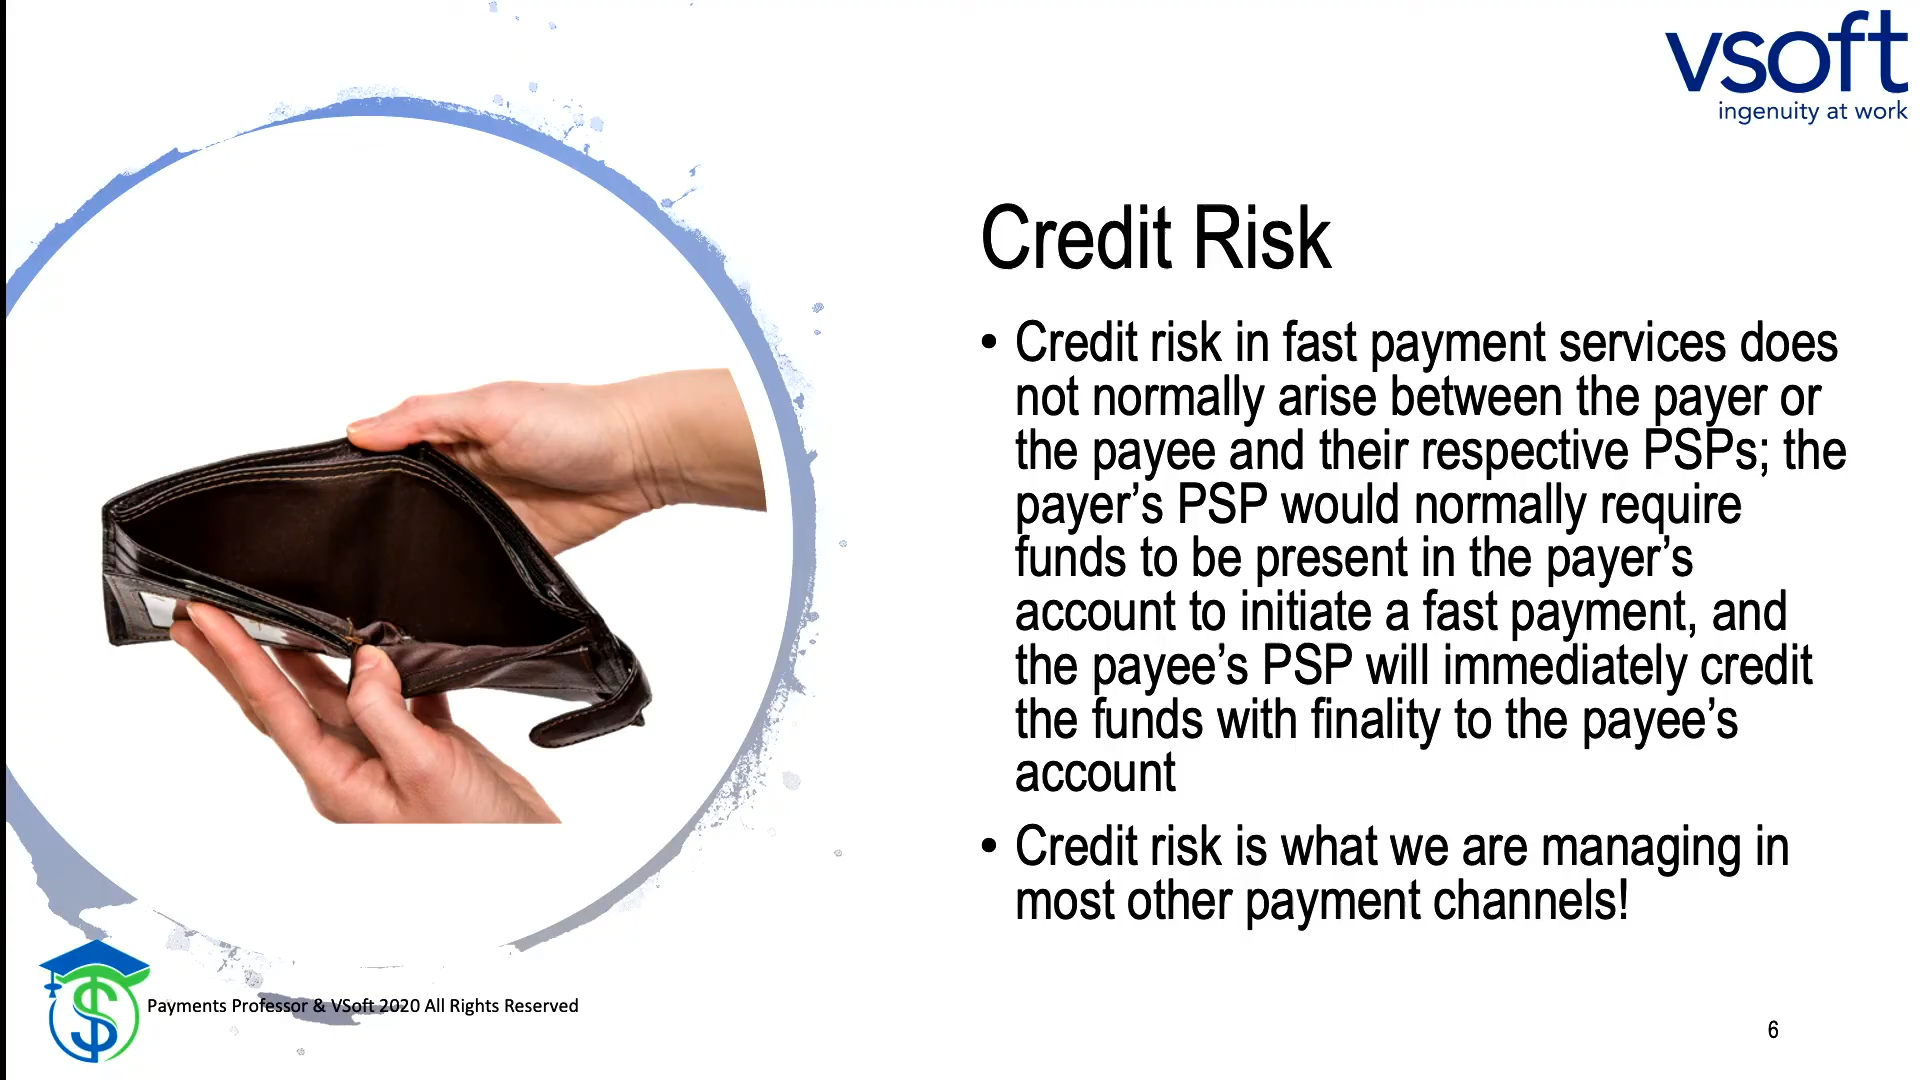 vsoft
ingenuity at work
Credit Risk
• Credit risk in fast payment services does
not normally arise between the payer or
the payee and their respective PSPs; the
payer’s PSP would normally require
funds to be present in the payer’s
account to initiate a fast payment, and
the payee’s PSP will immediately credit
the funds with finality to the payee’s
account
• Credit risk is what we are managing in
most other payment channels!
$
Payments Professor & VSoft 2020 All Rights Reserved
6